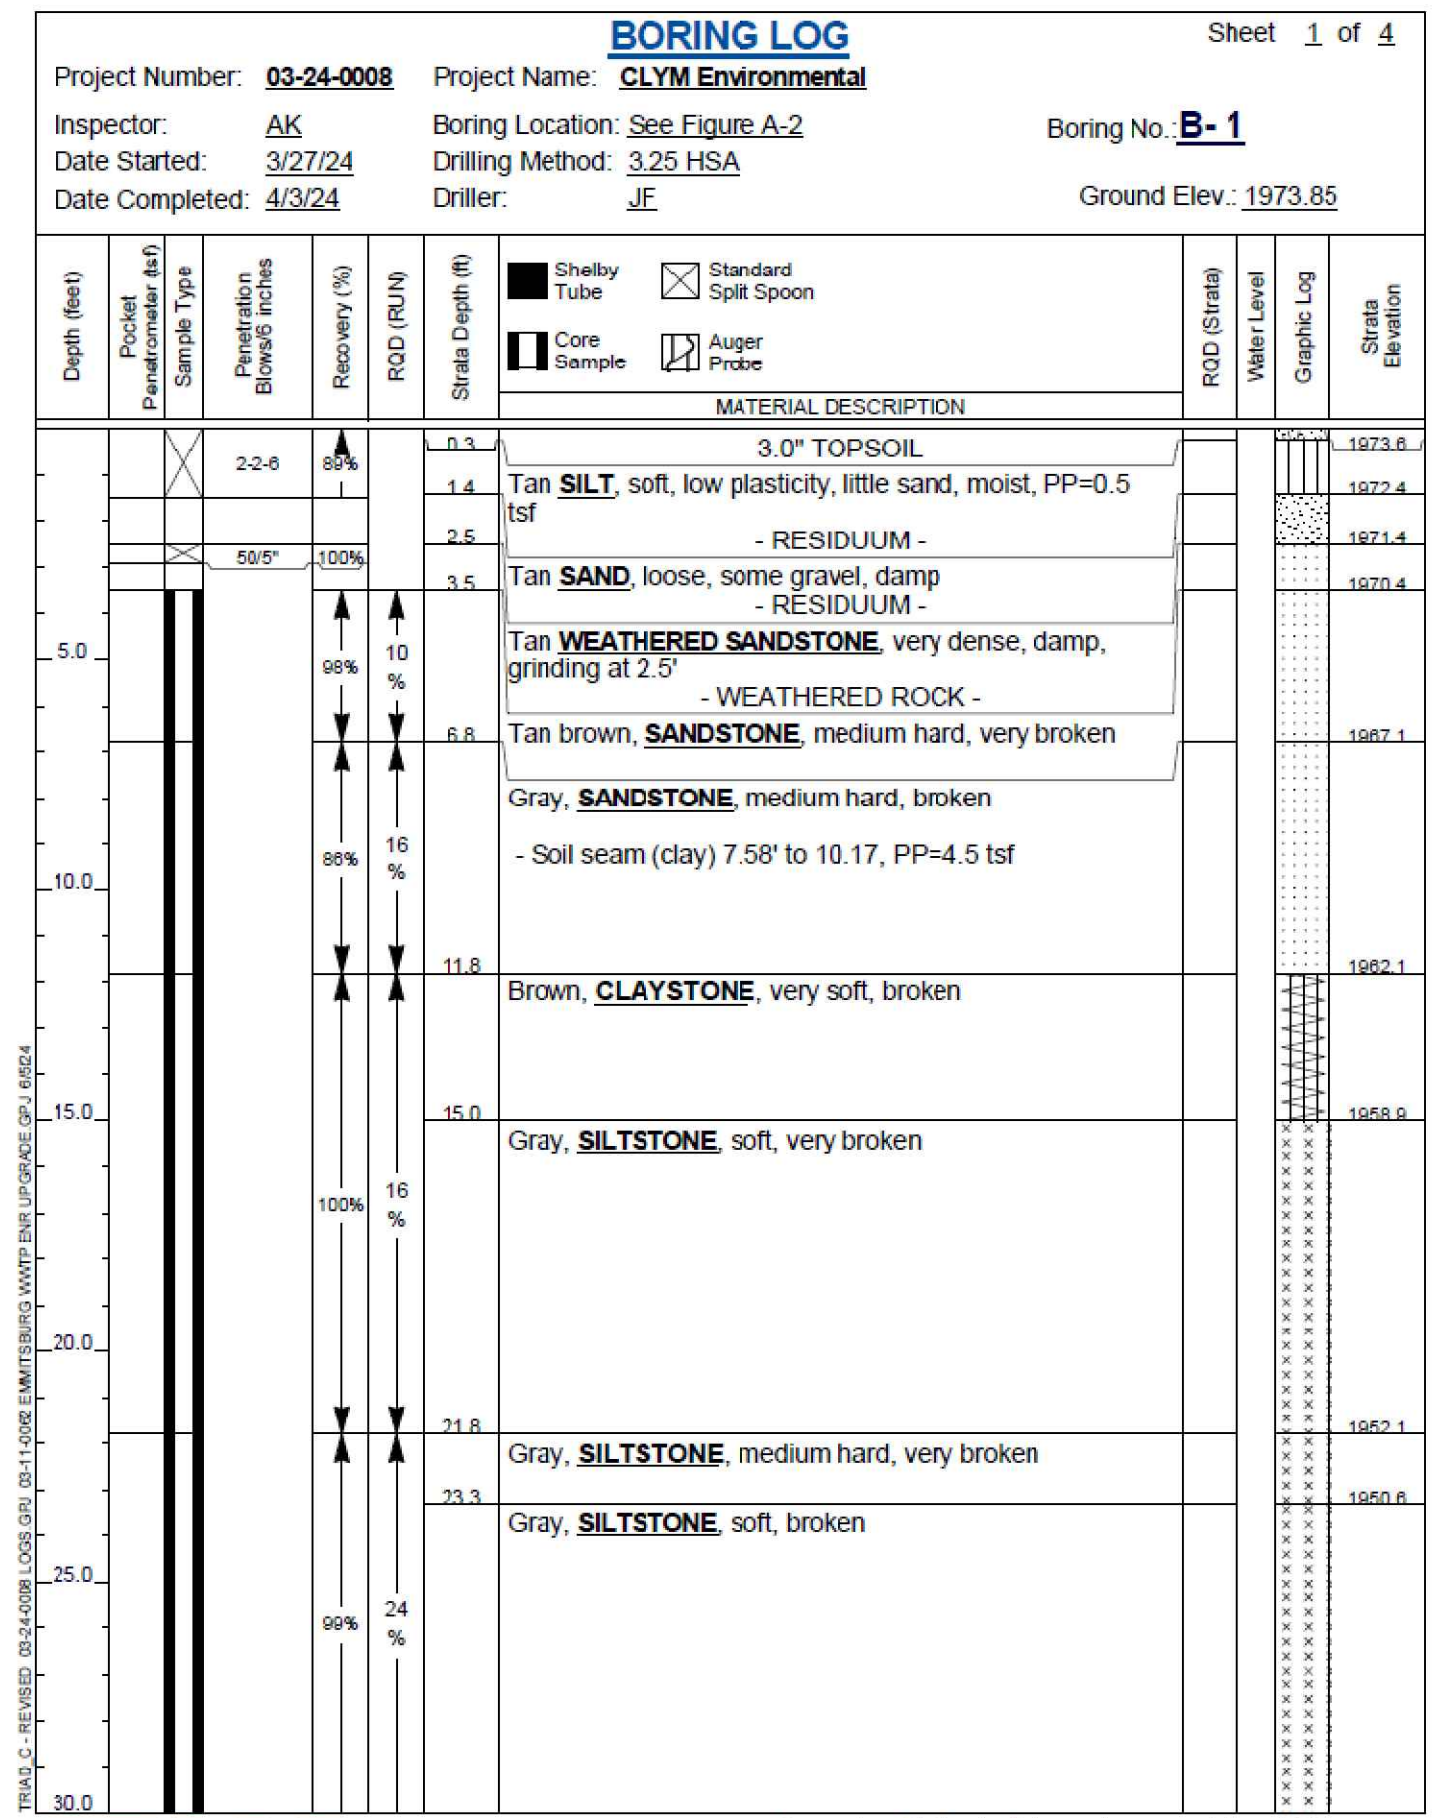 BORING LOG
Sheet 1 of 4
Project Number: 03-24-0008 Project Name: CLYM Environmental
Inspector: AK Boring Location: See Figure A-2 Boring No.: B- 1
Date Started: 3/27/24 Drilling Method: 3.25 HSA
Date Completed: 4/3/24 Driller: JF Ground Elev.: 1973.85
Depth (feet)
Pocket
Penetrometer (tsf)
Sample Type
Penetration
Blows/6 inches
Recovery (%)
RQD (RUN)
Strata Depth (ft)
Shelby
Tube
Standard
Split Spoon
Core
Sample
Auger
Probe
MATERIAL DESCRIPTION
RQD (Strata)
Water Level
Graphic Log
Strata
Elevation
0.3 3.0" TOPSOIL 1973.6
2-2-6 89%
1.4 Tan SILT, soft, low plasticity, little sand, moist, PP=0.5 1972.4
tsf
2.5 - RESIDUUM - 1971.4
50/5" 100%
3.5 Tan SAND, loose, some gravel, damp 1970.4
- RESIDUUM -
5.0 98% 10 % Tan WEATHERED SANDSTONE, very dense, damp,
grinding at 2.5'
- WEATHERED ROCK -
6.8 Tan brown, SANDSTONE, medium hard, very broken 1967.1
Gray, SANDSTONE, medium hard, broken
86% 16 % - Soil seam (clay) 7.58' to 10.17, PP=4.5 tsf
10.0
11.8 1962.1
Brown, CLAYSTONE, very soft, broken
15.0 15.0 1958.9
Gray, SILTSTONE, soft, very broken
100% 16 %
20.0
21.8 1952.1
Gray, SILTSTONE, medium hard, very broken
23.3 1950.6
Gray, SILTSTONE, soft, broken
25.0
99% 24 %
30.0
TRIAD_C - REVISED 03-24-0008 LOGS.GPJ 03-11-0062 EMMITSBURG WWTP ENR UPGRADE.GPJ 6/5/24